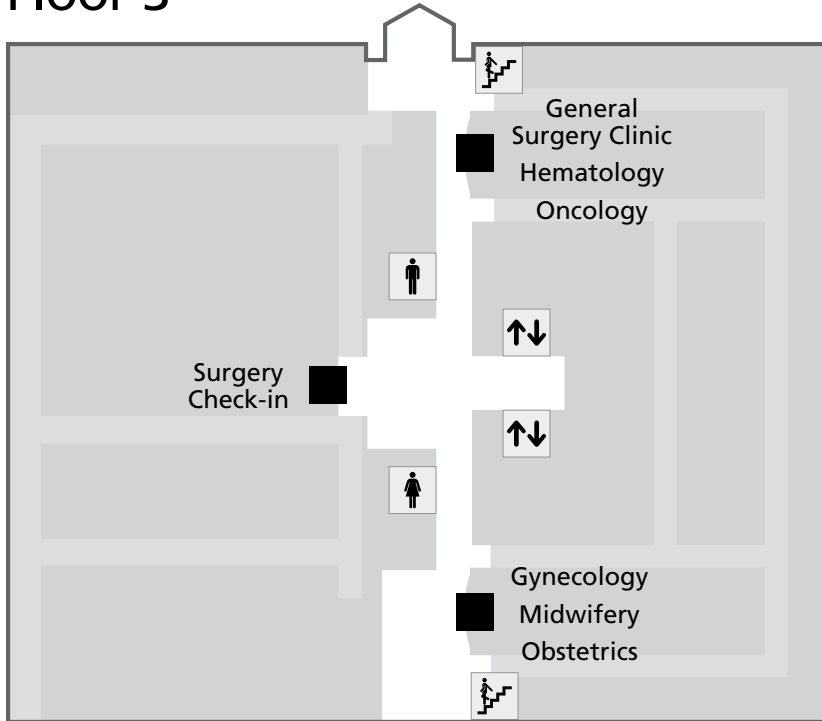 Floor 3
General
Surgery Clinic
Hematology
Oncology
Surgery
Check-in
Gynecology
Midwifery
Obstetrics